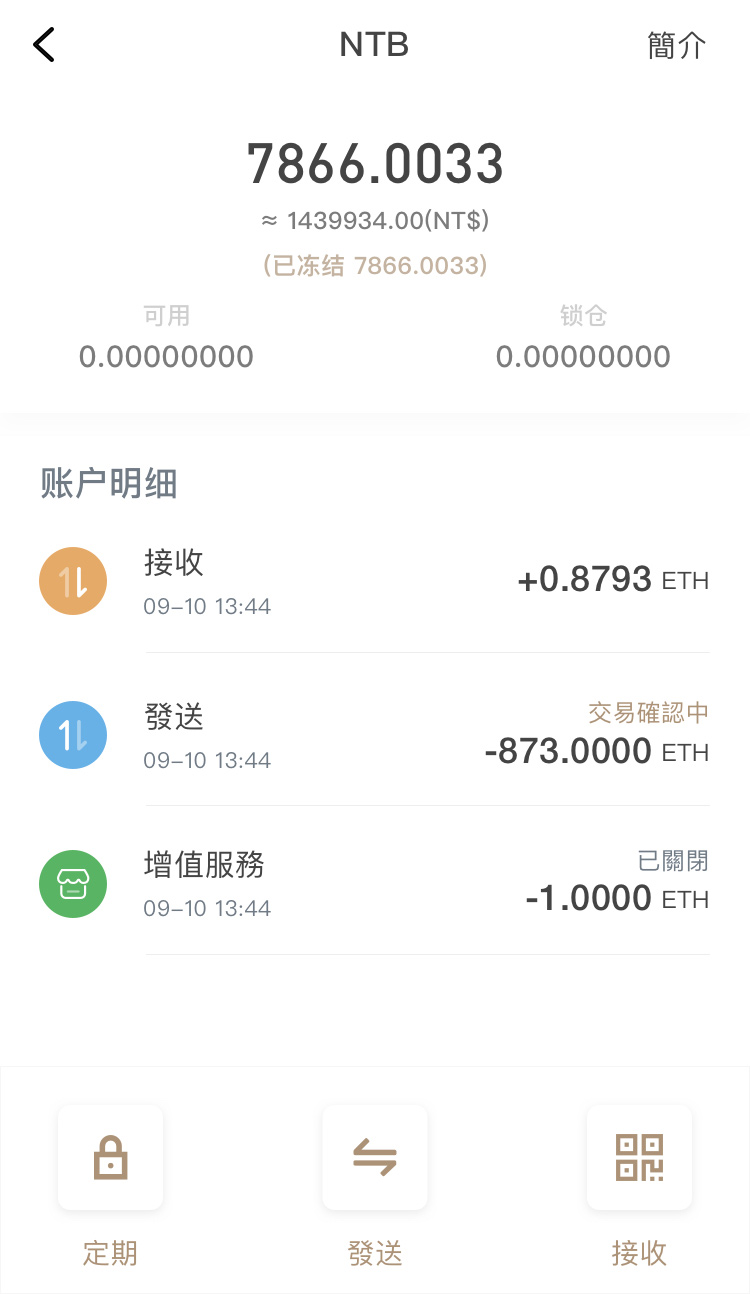 NTB
簡介
7866.0033
≈ 1439934.00(NT$)
(已冻结 7866.0033)
可用
锁仓
0.00000000
0.00000000
账户明细
接收
09-10 13:44
+0.8793 ETH
發送
09-10 13:44
交易確認中
-873.0000 ETH
增值服務
09-10 13:44
已關閉
-1.0000 ETH
定期
發送
接收